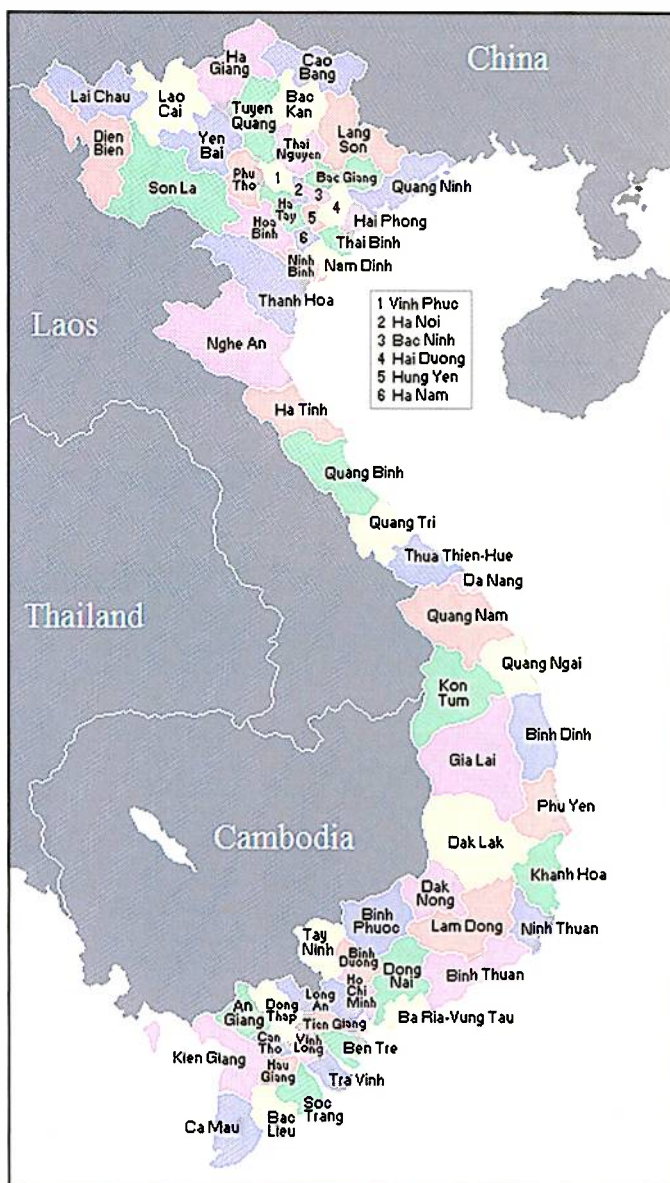 China
Ha
Giang
Cao
Bang
Lai Chau
Lao
Cai
Tuyen
Quang
Bac
Kan
Dien
Bien
Yen
Bai
Thai
Nguyen
Lang
Son
Son La
Phu
Tho
1
2
3
4
5
6
Bac Giang
Quang Ninh
Ha
Tay
Hoa
Binh
Hai Phong
Thai Binh
Ninh
Binh
Nam Dinh
Thanh Hoa
Laos
Nghe An
1 Vinh Phuc
2 Ha Noi
3 Bac Ninh
4 Hai Duong
5 Hung Yen
6 Ha Nam
Ha Tinh
Quang Binh
Quang Tri
Thua Thien-Hue
Da Nang
Thailand
Quang Nam
Quang Ngai
Kon
Tum
Binh Dinh
Gia Lai
Phu Yen
Cambodia
Dak Lak
Khanh Hoa
Dak
Nong
Binh
Phuoc
Lam Dong
Ninh Thuan
Tay
Ninh
Binh
Duong
Dong
Nai
Binh Thuan
Ho
Chi
Minh
Long
An
An
Giang
Dong
Thap
Tien Giang
Ba Ria-Vung Tau
Kien Giang
Can
Tho
Vinh
Long
Ben Tre
Hau
Giang
Tra Vinh
Soc
Trang
Ca Mau
Bac
Lieu